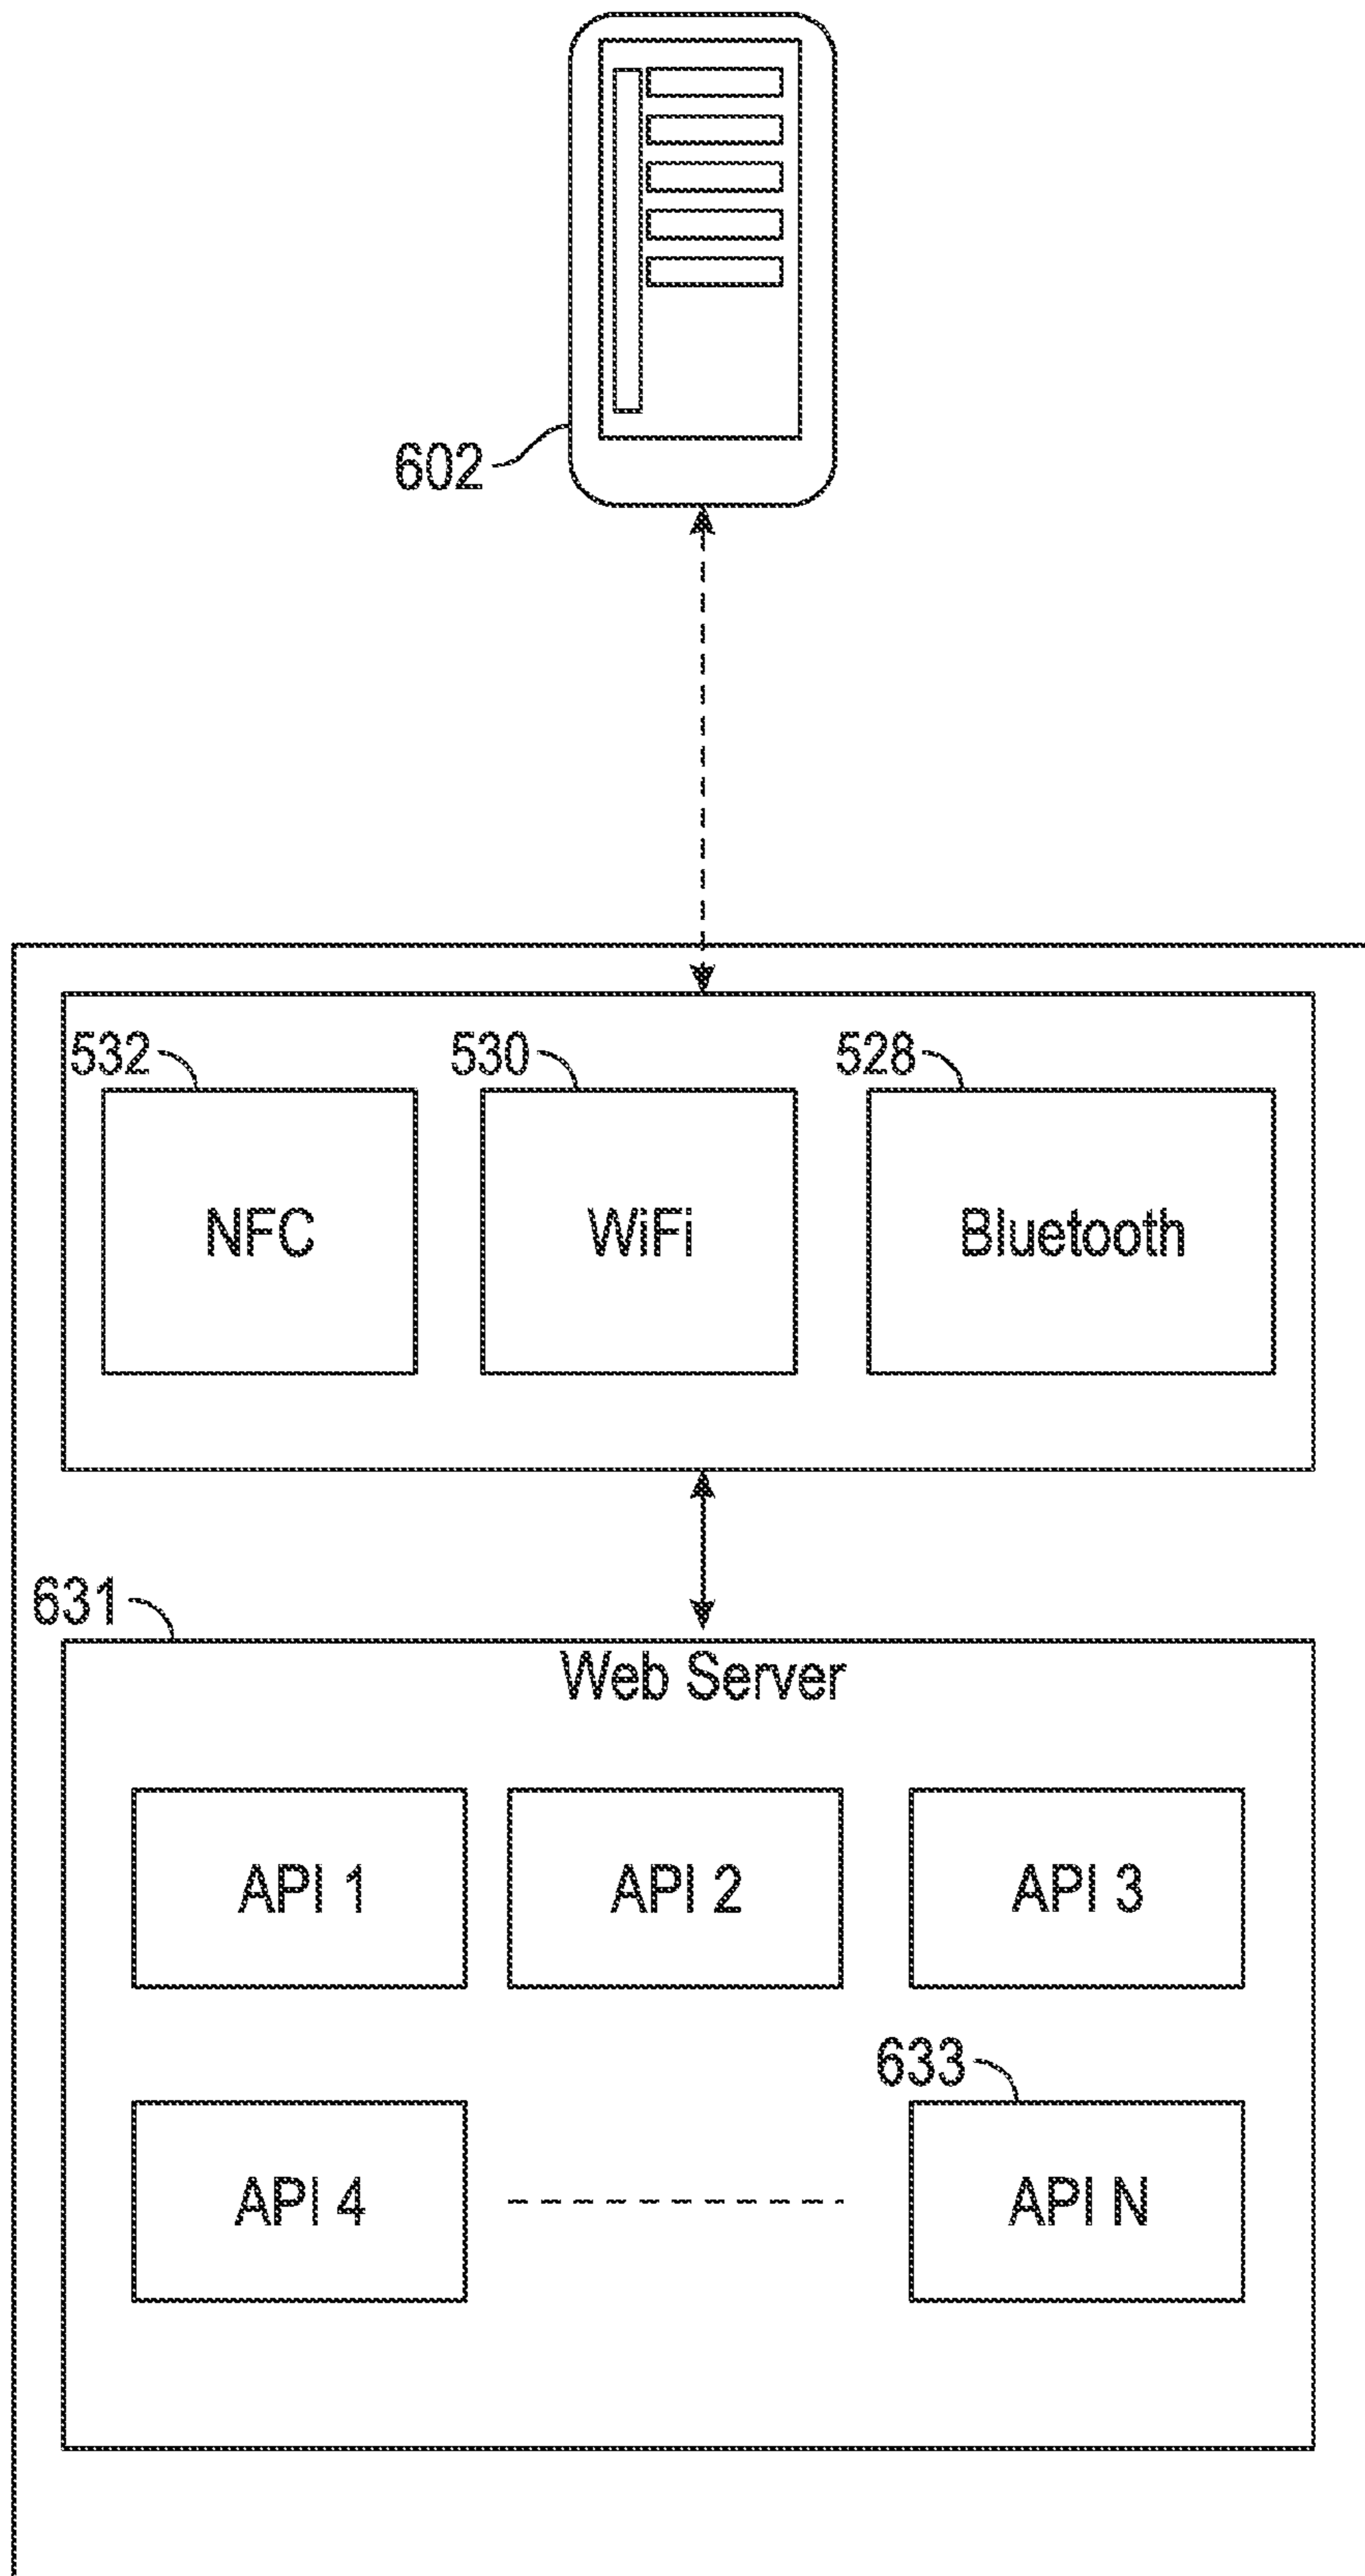 602
532 530 528
NFC WiFi Bluetooth
631
Web Server
API 1 API 2 API 3
633
API 4 API N